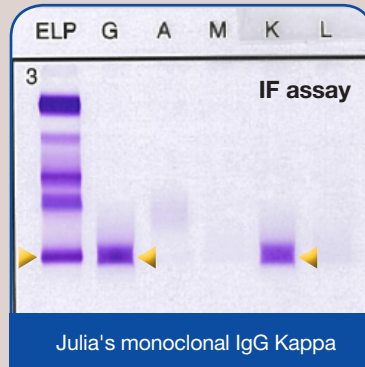 ELP G A M K L
3
IF assay
Julia's monoclonal IgG Kappa